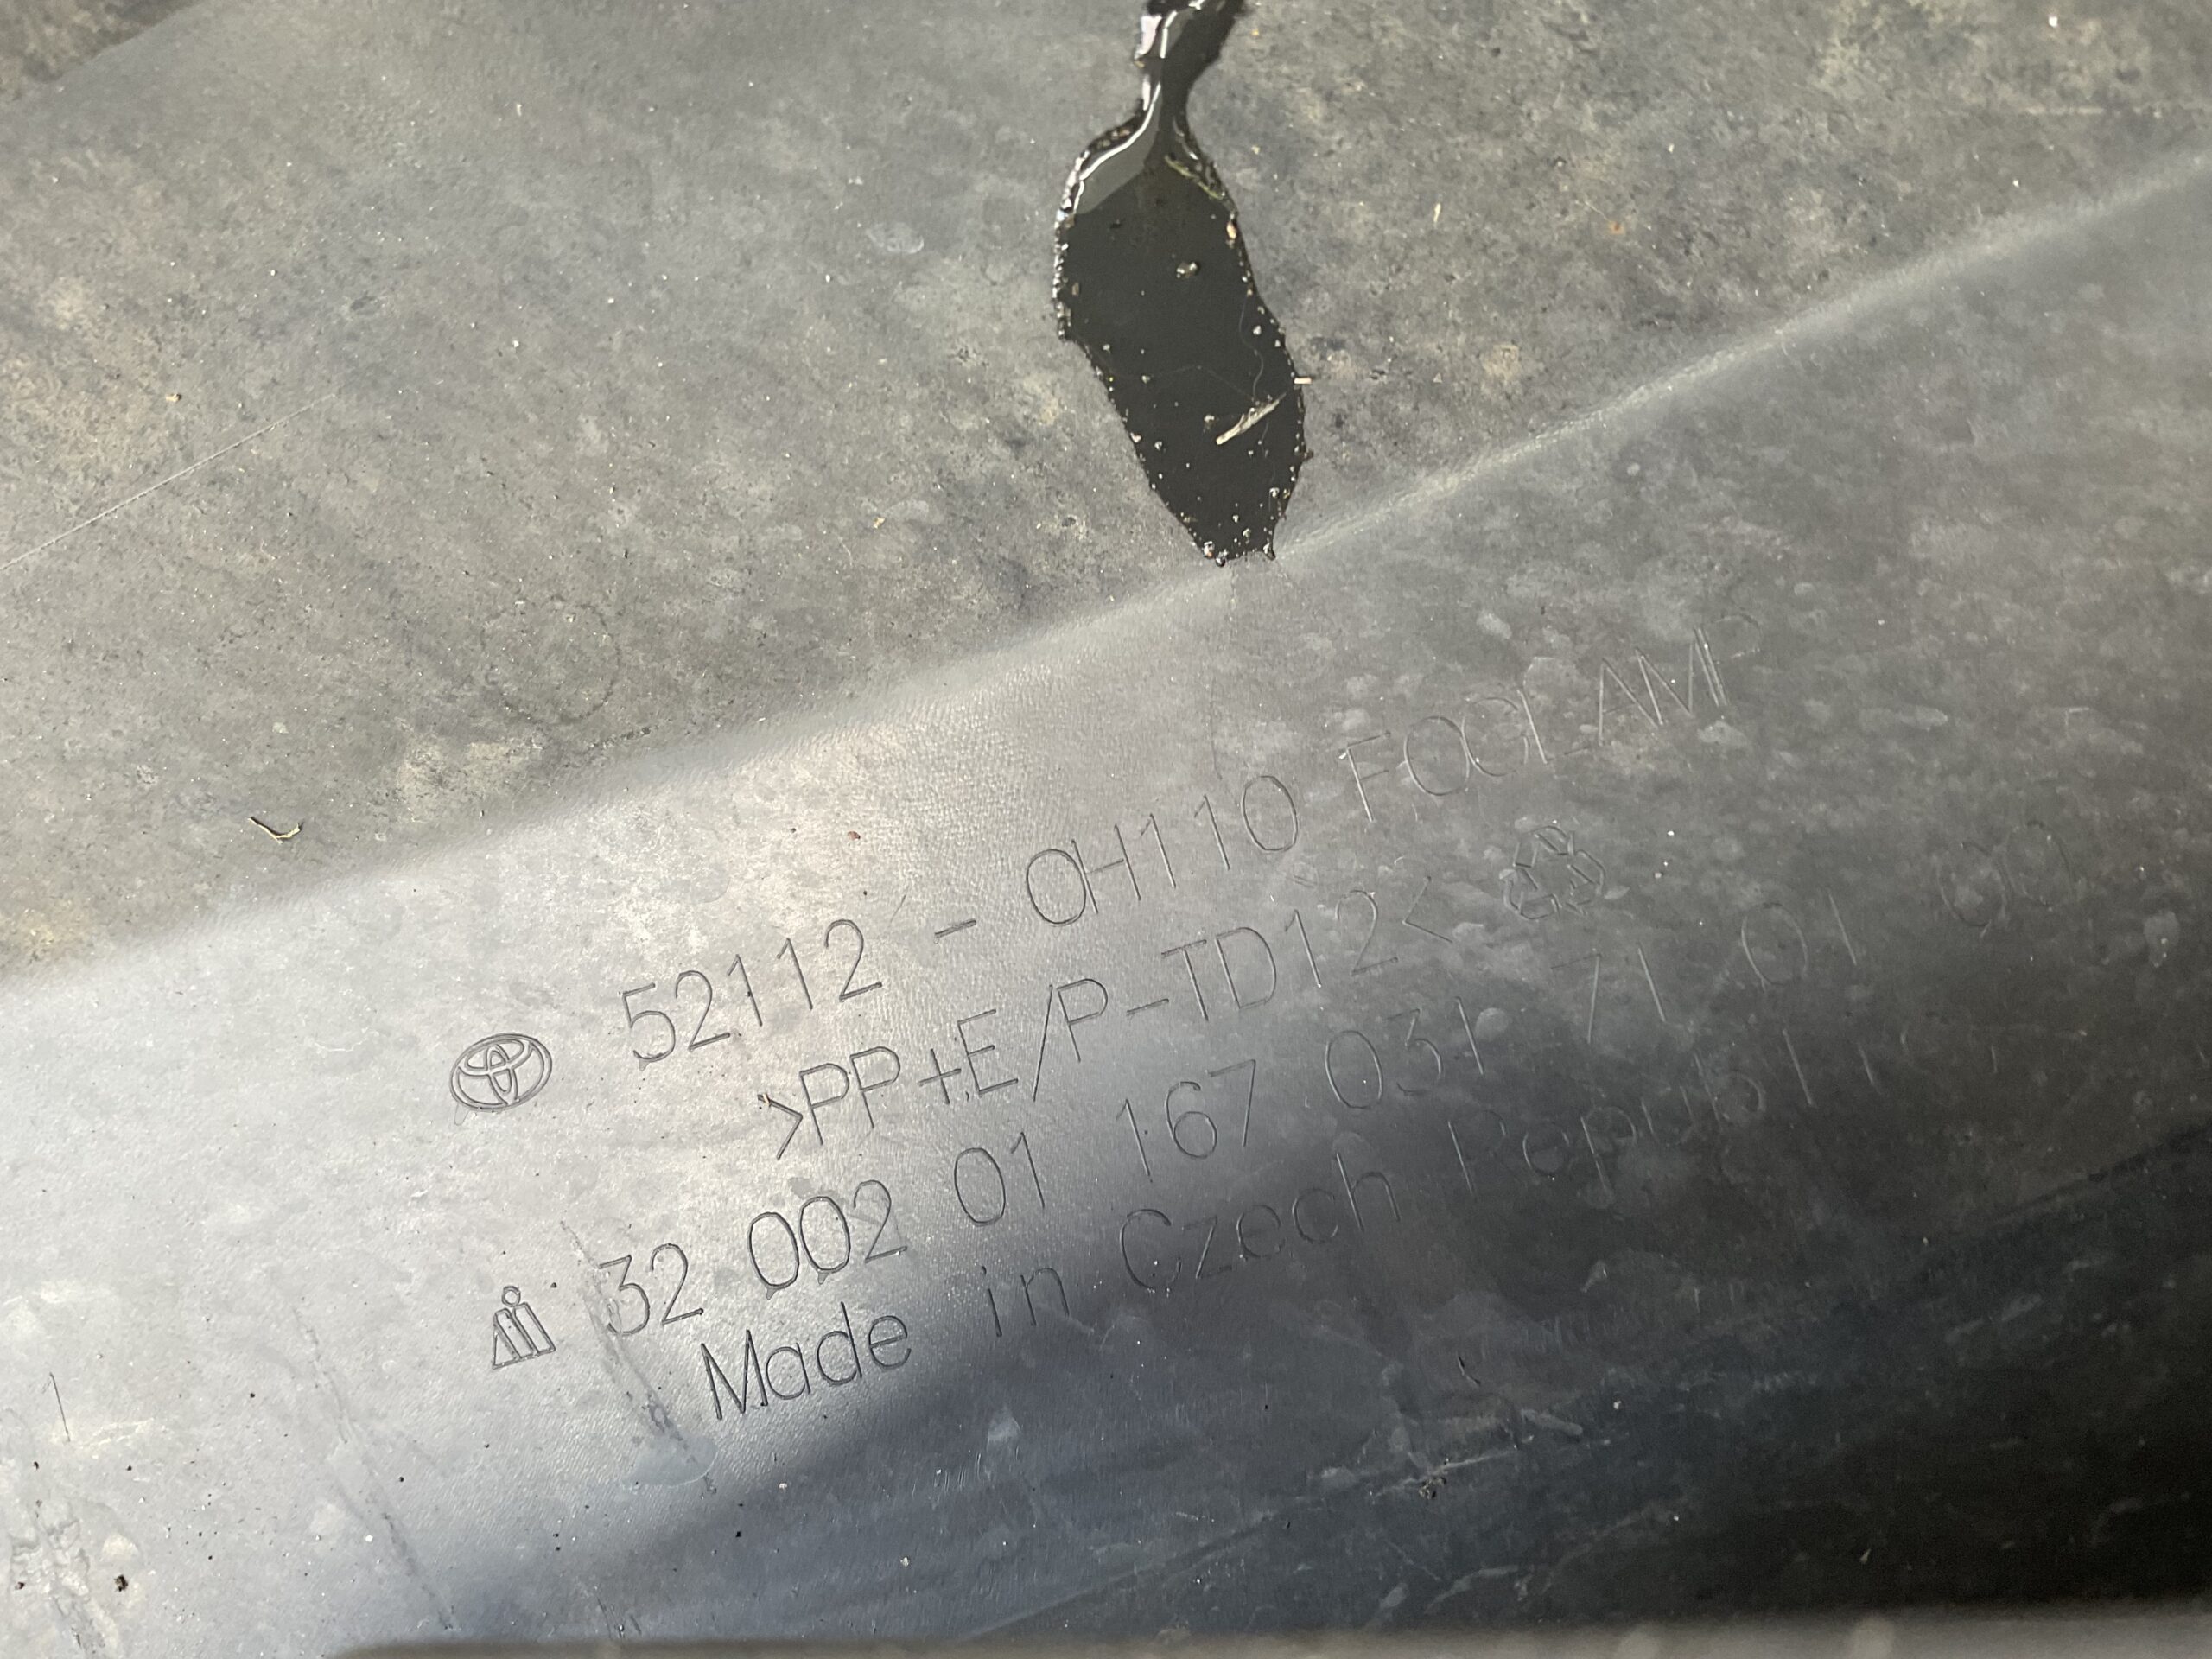 52112 - 0H110 FOGLAMP
>PP+E/P-TD12<
32 002 01 167 031 71 01 00
Made in Czech Republic